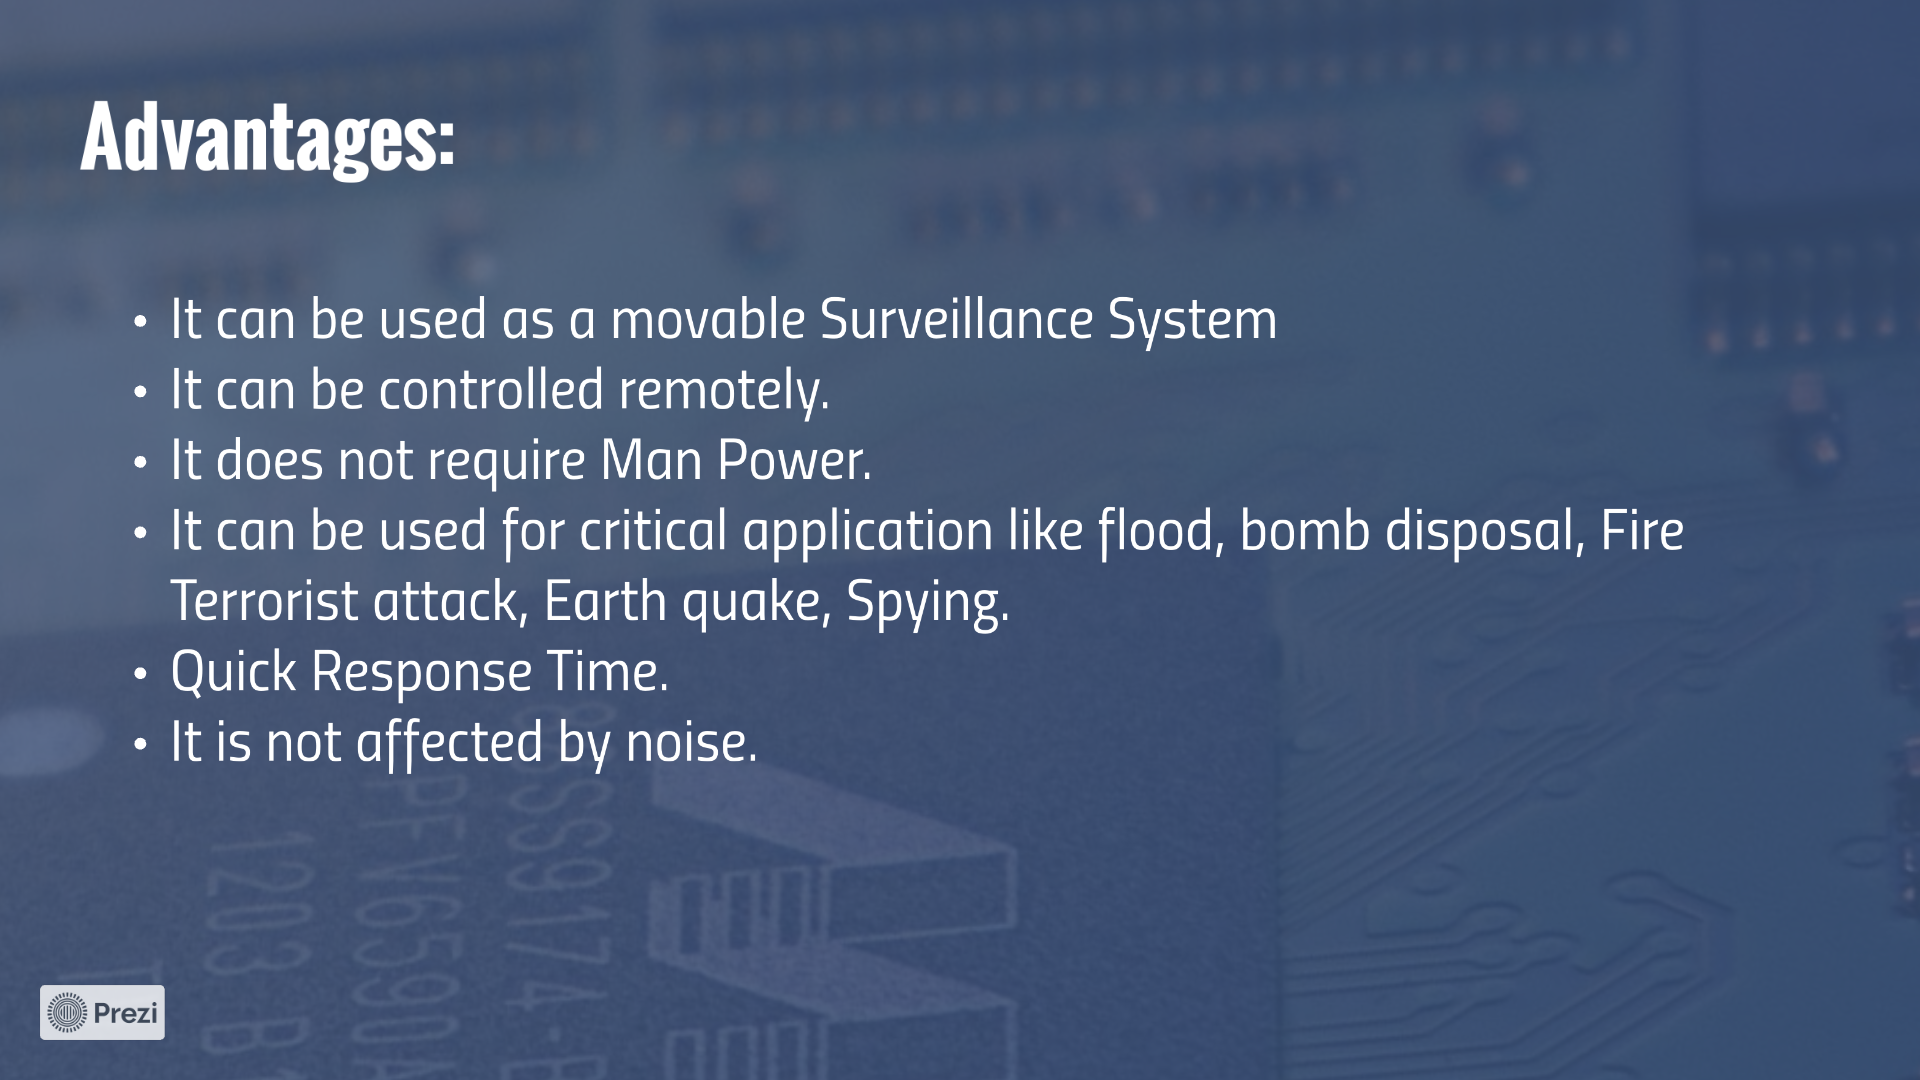 Advantages:
• It can be used as a movable Surveillance System
• It can be controlled remotely.
• It does not require Man Power.
• It can be used for critical application like flood, bomb disposal, Fire
Terrorist attack, Earth quake, Spying.
• Quick Response Time.
• It is not affected by noise.
Prezi